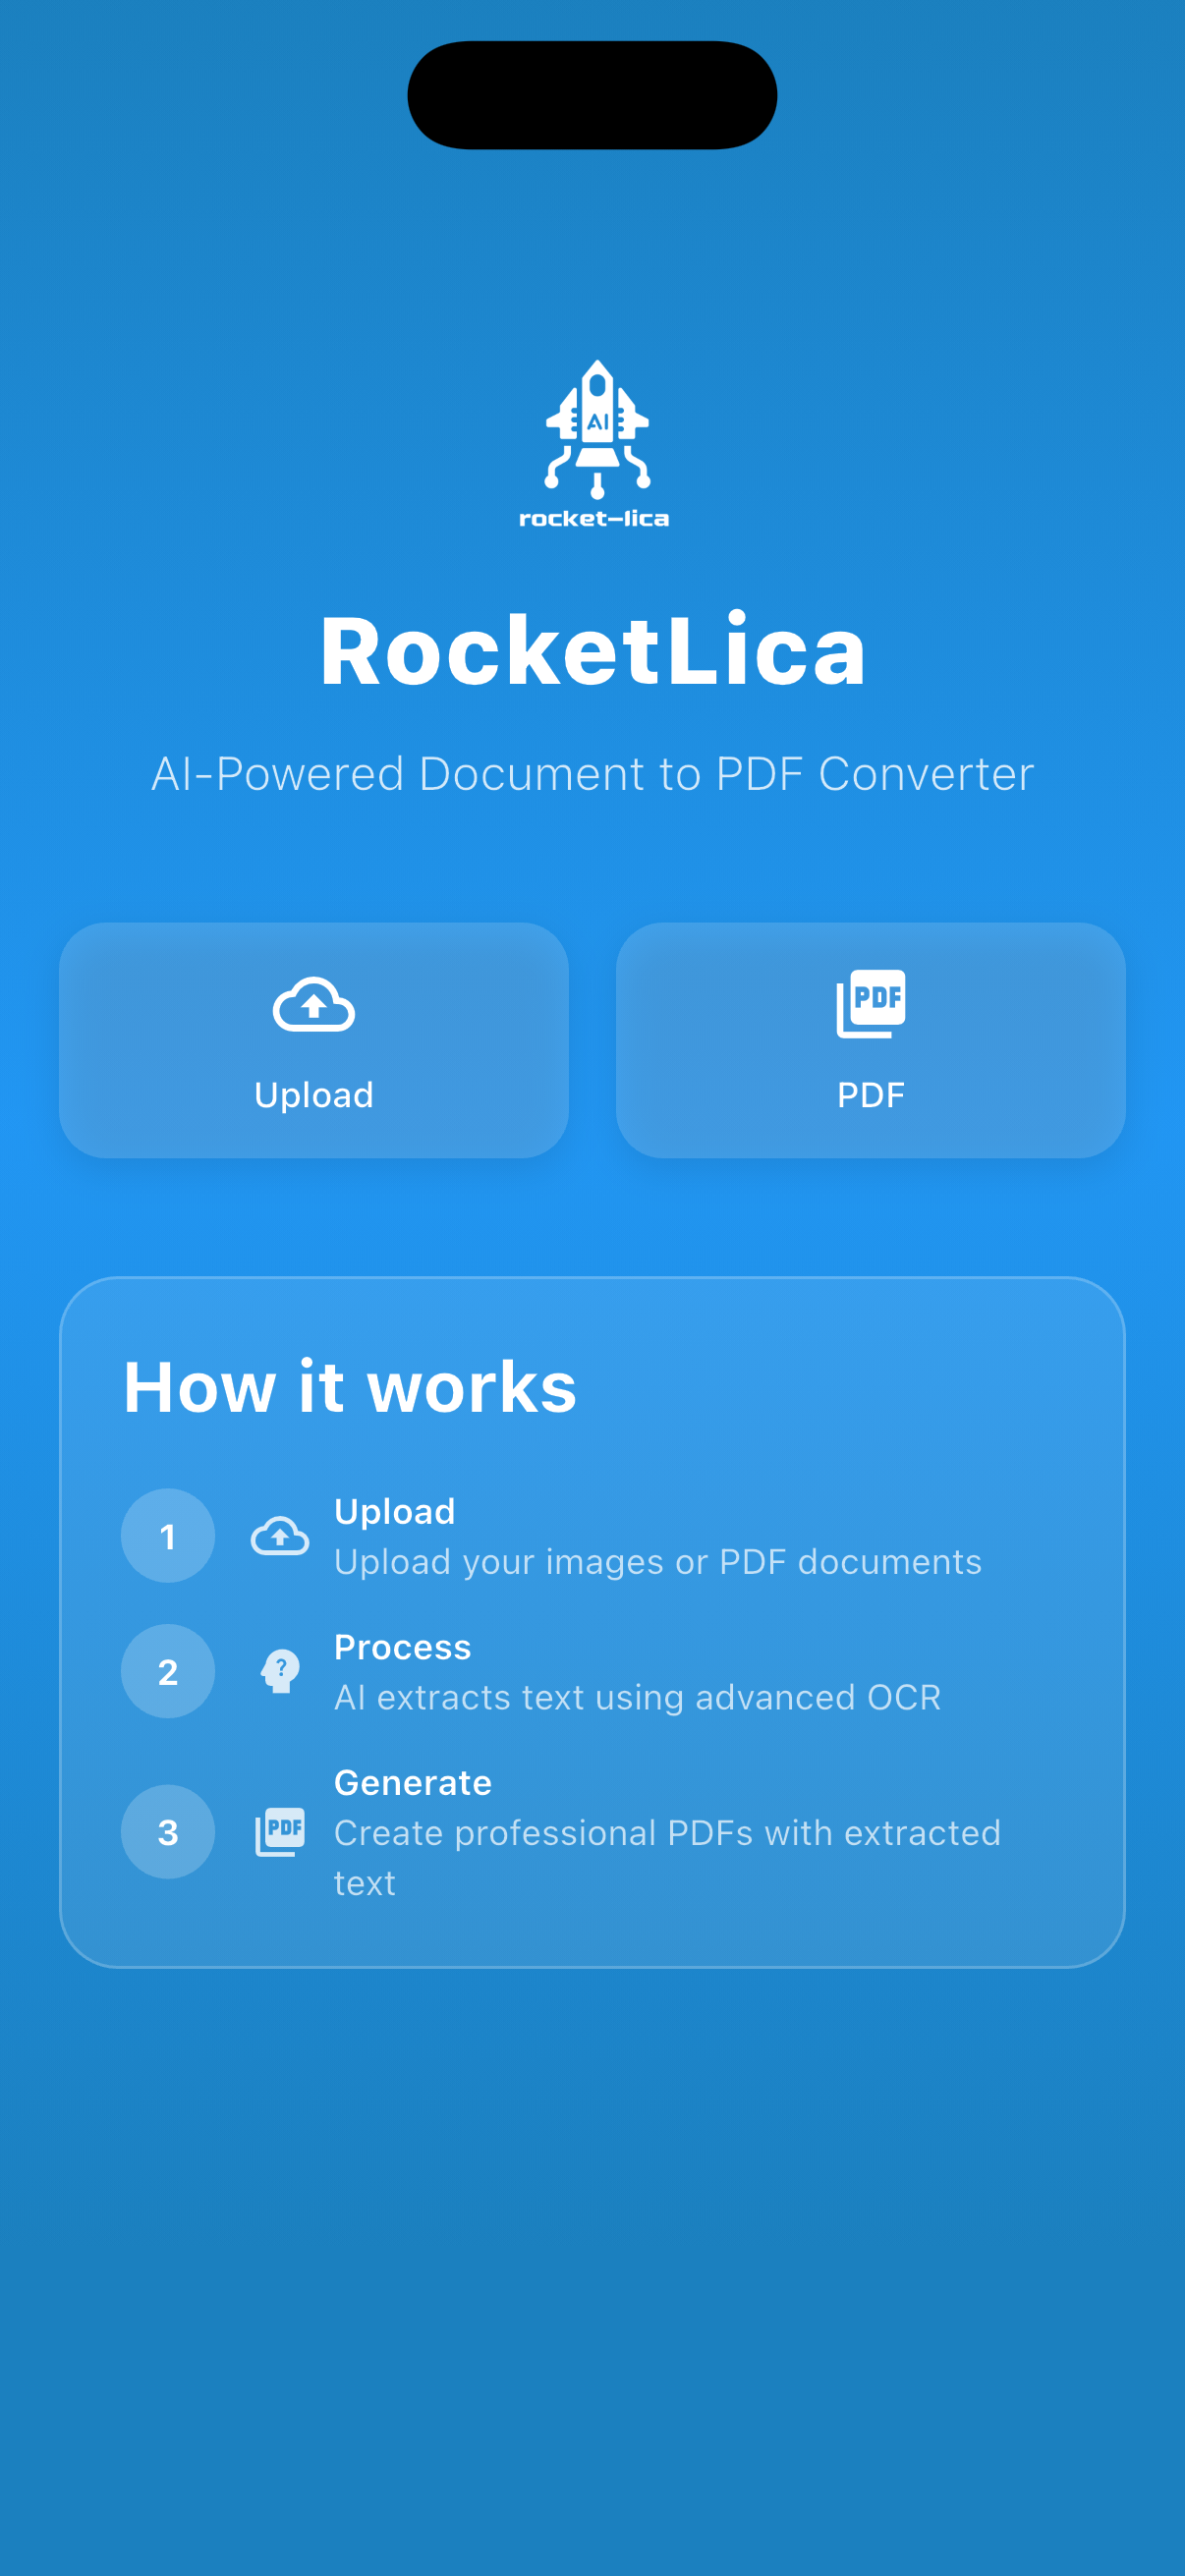 AI
rocket-lica
RocketLica
AI-Powered Document to PDF Converter
PDF
Upload
PDF
How it works
1
Upload
Upload your images or PDF documents
2
?
Process
AI extracts text using advanced OCR
3
PDF
Generate
Create professional PDFs with extracted
text